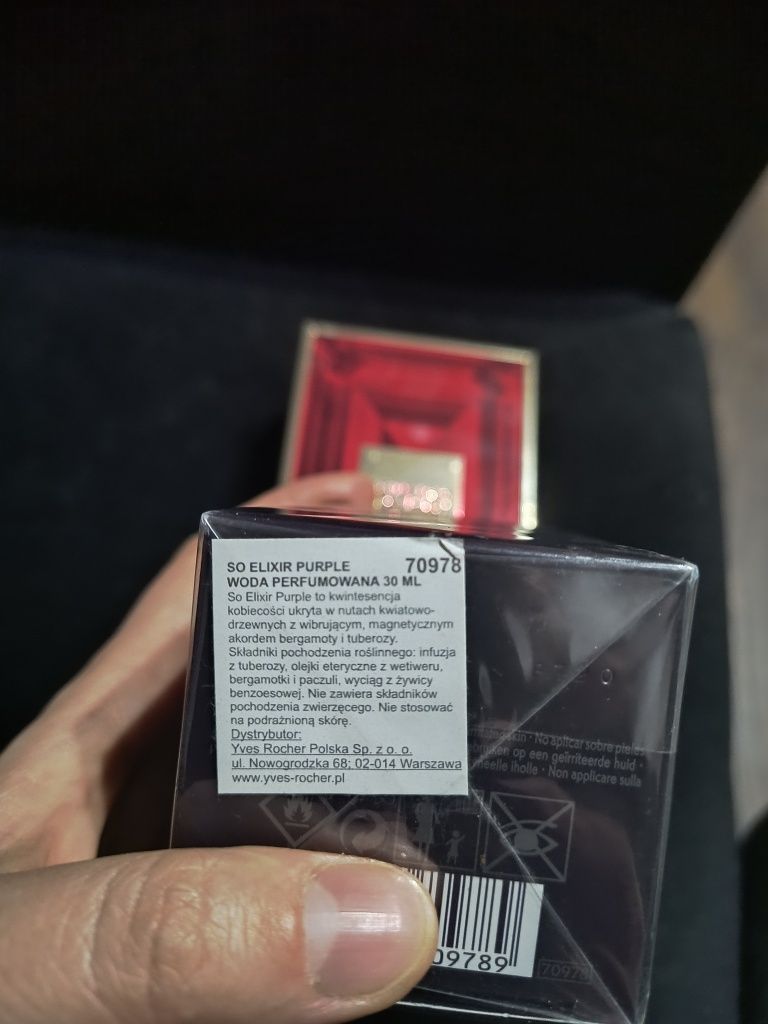 SO ELIXIR PURPLE 70978
WODA PERFUMOWANA 30 ML
So Elixir Purple to kwintesencja
kobiecości ukryta w nutach kwiatowo-
drzewnych z wibrującym, magnetycznym
akordem bergamoty i tuberozy.
Składniki pochodzenia roślinnego: infuzja
z tuberozy, olejki eteryczne z wetiweru,
bergamotki i paczuli, wyciąg z żywicy
benzoesowej. Nie zawiera składników
pochodzenia zwierzęcego. Nie stosować
na podrażnioną skórę.
Dystrybutor:
Yves Rocher Polska Sp. z o. o.
ul. Nowogrodzka 68; 02-014 Warszawa
www.yves-rocher.pl
skin · No aplicar sobre pieles
op een geïrriteerde huid ·
iholle · Non applicare sulla
09789
70978